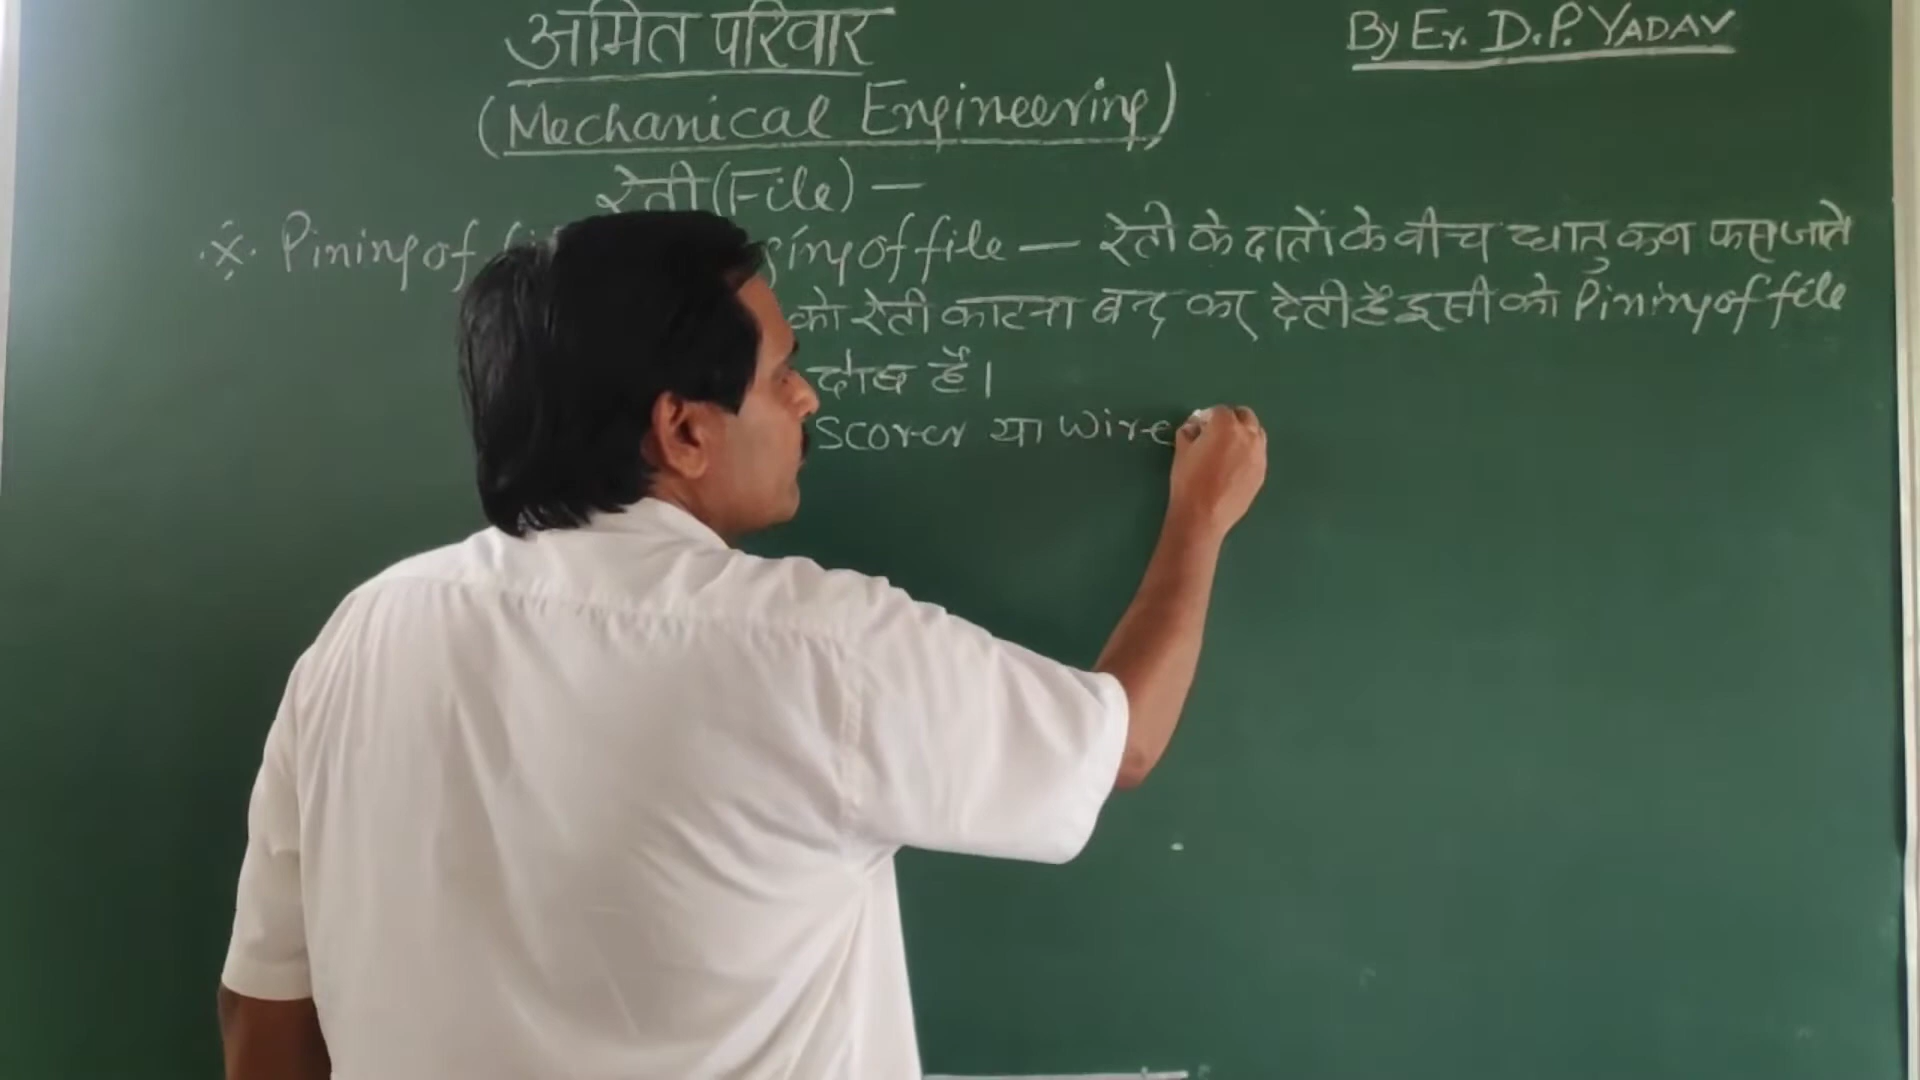 अमित परिवार
By Er. D.P. YADAV
(Mechanical Engineering)
रेती (File) —
※ Pining of of file — रेती के दातों के बीच धातु कण फस जाते
को रेती काटना बन्द कर देती हैं इसी को Pining of file
हैं।
Scorer या wire